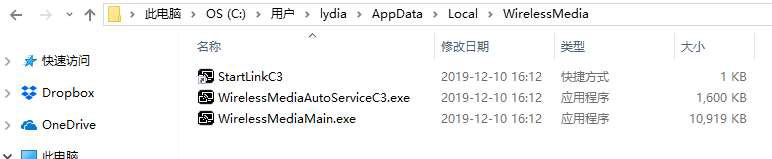 此电脑 > OS (C:) > 用户 > lydia > AppData > Local > WirelessMedia
名称 修改日期 类型 大小
快速访问 StartLinkC3 2019-12-10 16:12 快捷方式 1 KB
Dropbox WirelessMediaAutoServiceC3.exe 2019-12-10 16:12 应用程序 1,600 KB
OneDrive WirelessMediaMain.exe 2019-12-10 16:12 应用程序 10,919 KB
此电脑